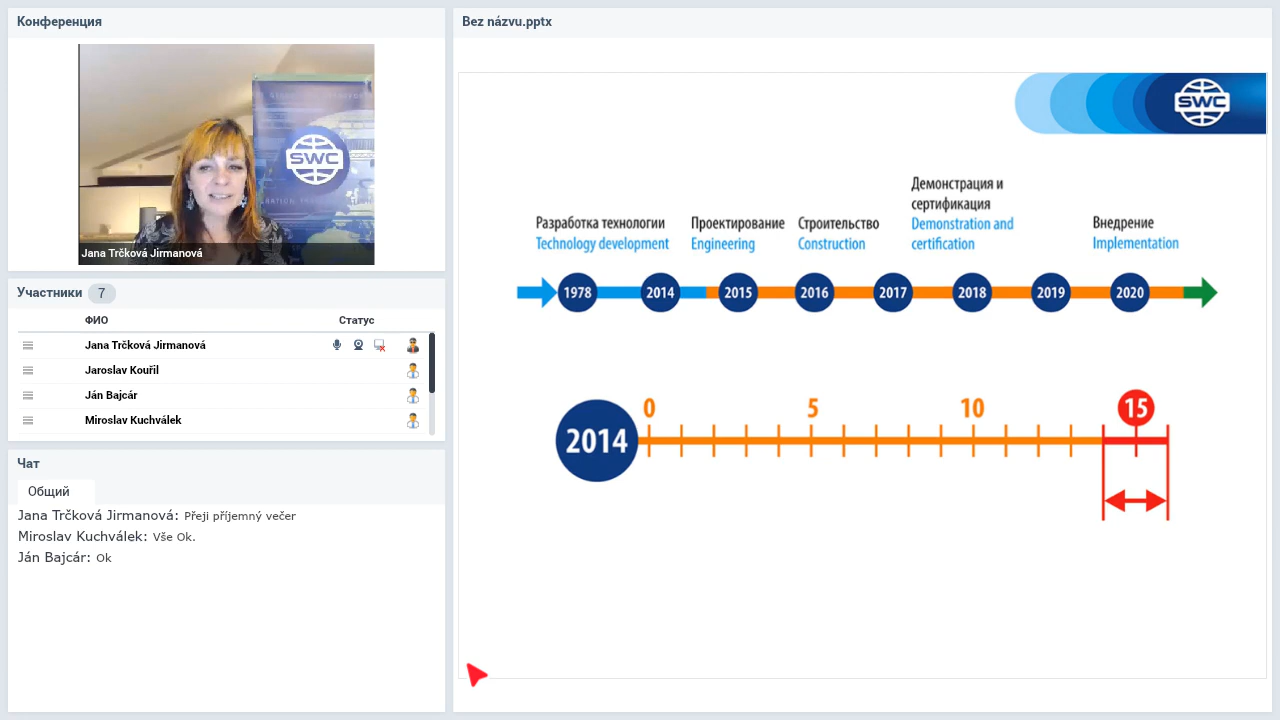 Конференция
SWC
Jana Trčková Jirmanová
Участники 7
ФИО Статус
Jana Trčková Jirmanová
Jaroslav Kouřil
Ján Bajcár
Miroslav Kuchválek
Чат
Общий
Jana Trčková Jirmanová: Přeji příjemný večer
Miroslav Kuchválek: Vše Ok.
Ján Bajcár: Ok
Bez názvu.pptx
SWC
Разработка технологии
Technology development
Проектирование
Engineering
Строительство
Construction
Демонстрация и
сертификация
Demonstration and
certification
Внедрение
Implementation
1978 2014 2015 2016 2017 2018 2019 2020
0 5 10 15
2014